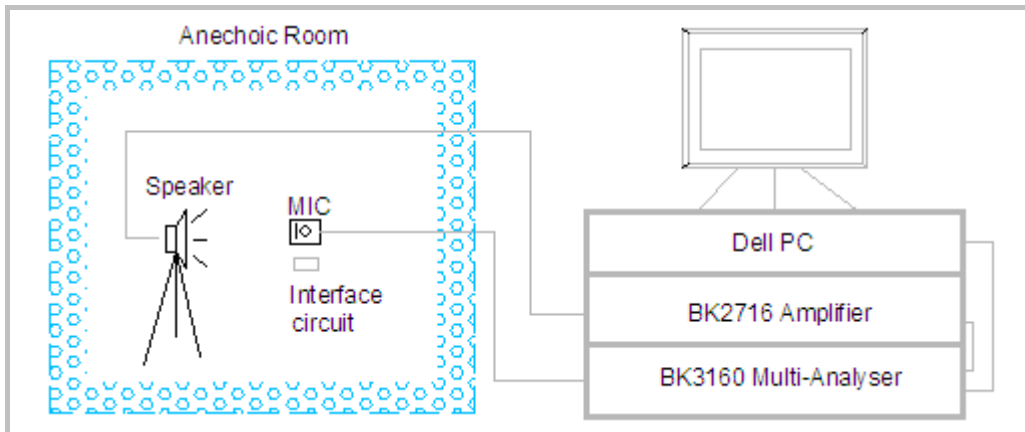 Anechoic Room
Speaker
MIC
Interface
circuit
Dell PC
BK2716 Amplifier
BK3160 Multi-Analyser